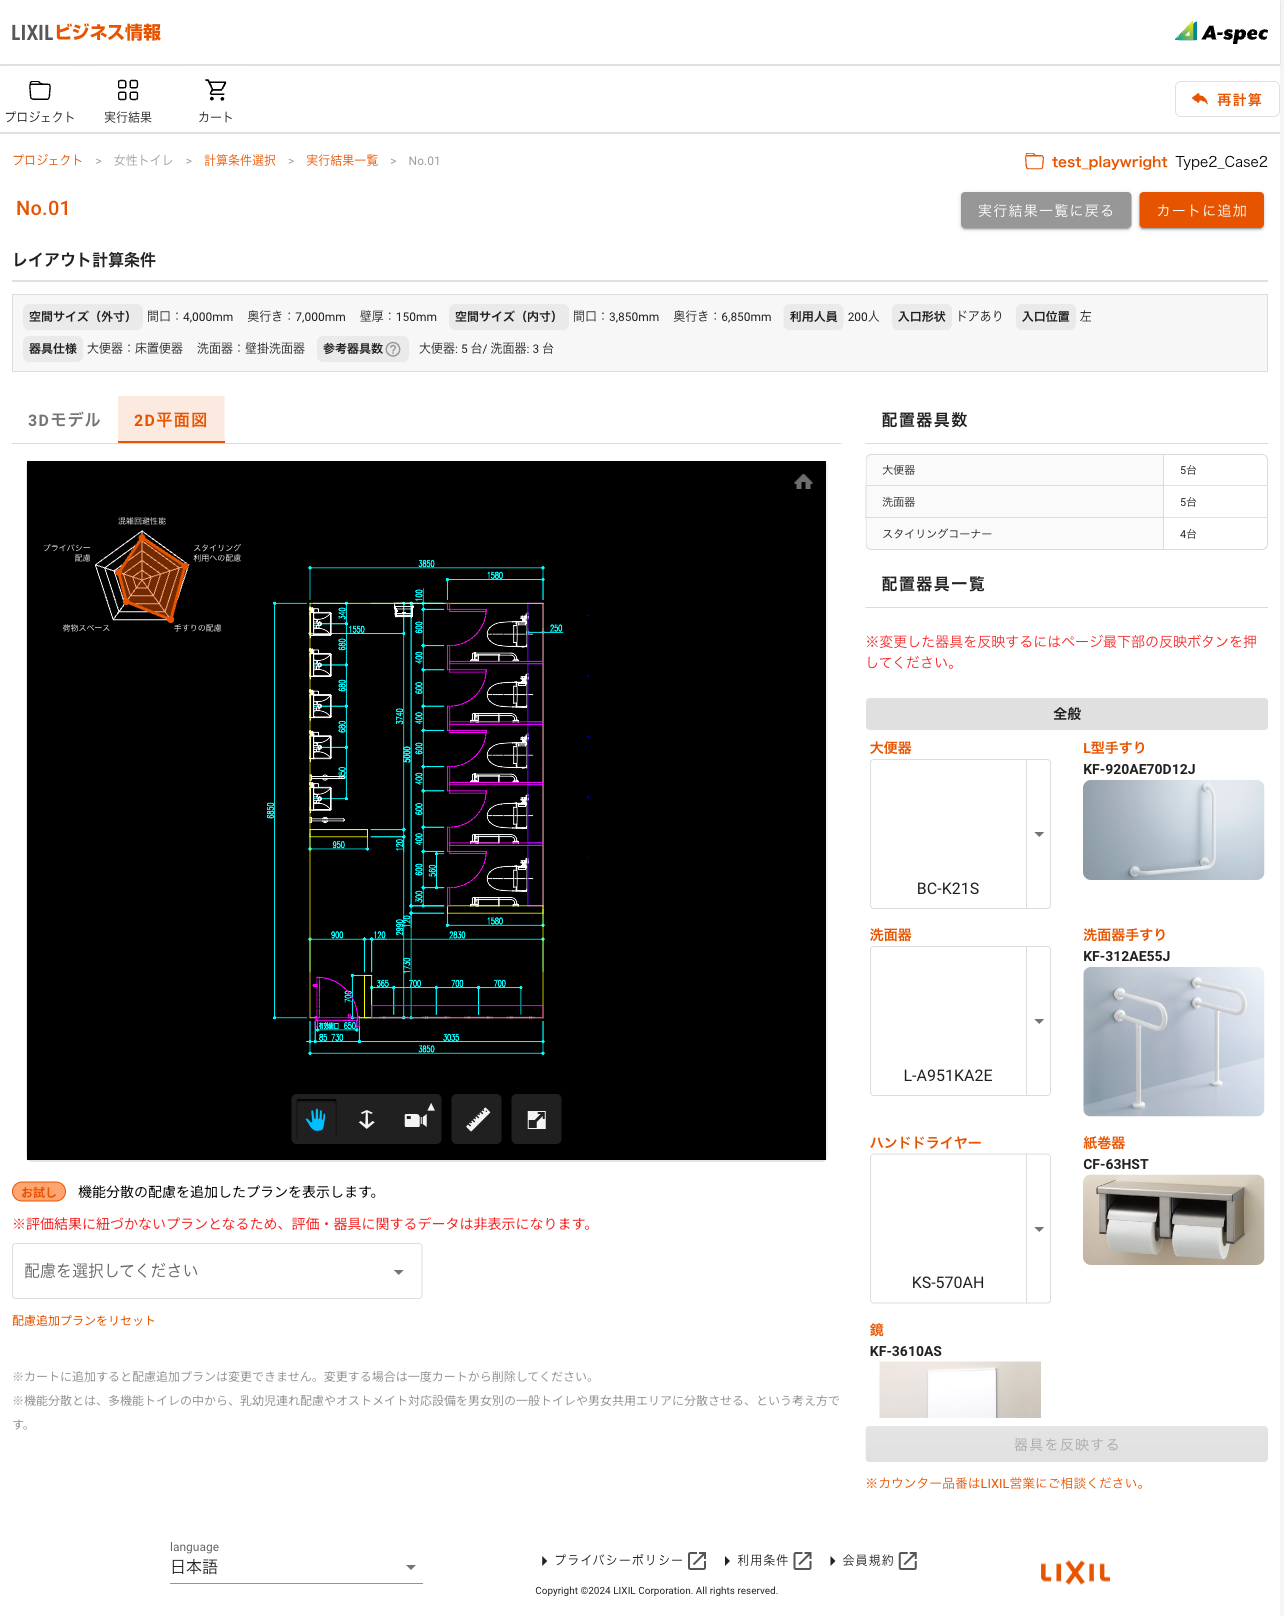 LIXILビジネス情報
A-spec
プロジェクト
実行結果
カート
再計算
プロジェクト > 女性トイレ > 計算条件選択 > 実行結果一覧 > No.01
test_playwright Type2_Case2
No.01
実行結果一覧に戻る
カートに追加
レイアウト計算条件
空間サイズ（外寸） 間口：4,000mm 奥行き：7,000mm 壁厚：150mm 空間サイズ（内寸） 間口：3,850mm 奥行き：6,850mm 利用人員 200人 入口形状 ドアあり 入口位置 左
器具仕様 大便器：床置便器 洗面器：壁掛洗面器 参考器具数 大便器: 5 台/ 洗面器: 3 台
3Dモデル
2D平面図
混雑回避性能
プライバシー
配慮
スタイリング
利用への配慮
荷物スペース
手すりの配慮
3850
1580
100
340
600
1550
250
680
400
680
600
3740
400
680
5000
600
850
400
6850
600
400
120
950
600
560
300
120
1580
2990
900
120
2830
1730
365
700
700
700
700
有効開口 650
85 730
3035
3850
お試し 機能分散の配慮を追加したプランを表示します。
※評価結果に紐づかないプランとなるため、評価・器具に関するデータは非表示になります。
配慮を選択してください
配慮追加プランをリセット
※カートに追加すると配慮追加プランは変更できません。変更する場合は一度カートから削除してください。
※機能分散とは、多機能トイレの中から、乳幼児連れ配慮やオストメイト対応設備を男女別の一般トイレや男女共用エリアに分散させる、という考え方で
す。
配置器具数
大便器 5台
洗面器 5台
スタイリングコーナー 4台
配置器具一覧
※変更した器具を反映するにはページ最下部の反映ボタンを押
してください。
全般
大便器
BC-K21S
L型手すり
KF-920AE70D12J
洗面器
L-A951KA2E
洗面器手すり
KF-312AE55J
ハンドドライヤー
KS-570AH
紙巻器
CF-63HST
鏡
KF-3610AS
器具を反映する
※カウンター品番はLIXIL営業にご相談ください。
language
日本語
プライバシーポリシー
利用条件
会員規約
Copyright ©2024 LIXIL Corporation. All rights reserved.
LIXIL